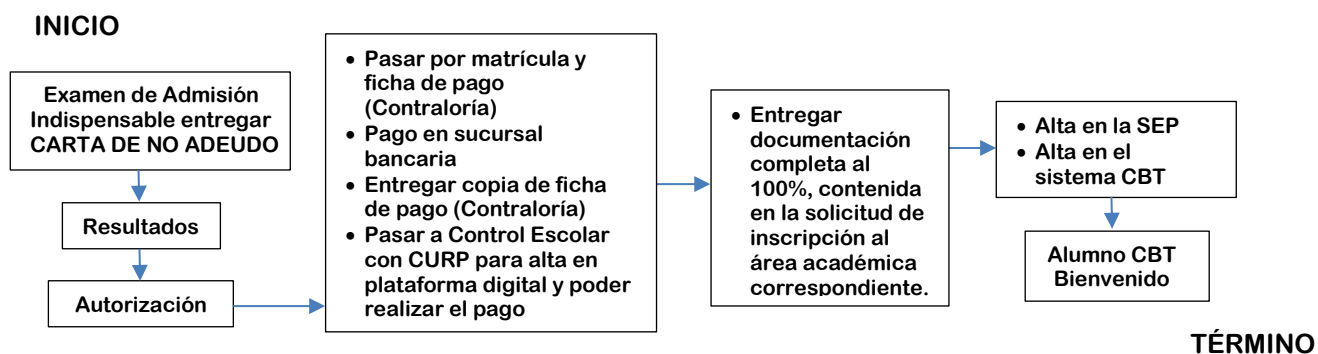 INICIO
Examen de Admisión
Indispensable entregar
CARTA DE NO ADEUDO
Resultados
Autorización
• Pasar por matrícula y
ficha de pago
(Contraloría)
• Pago en sucursal
bancaria
• Entregar copia de ficha
de pago (Contraloría)
• Pasar a Control Escolar
con CURP para alta en
plataforma digital y poder
realizar el pago
• Entregar
documentación
completa al
100%, contenida
en la solicitud de
inscripción al
área académica
correspondiente.
• Alta en la SEP
• Alta en el
sistema CBT
Alumno CBT
Bienvenido
TÉRMINO